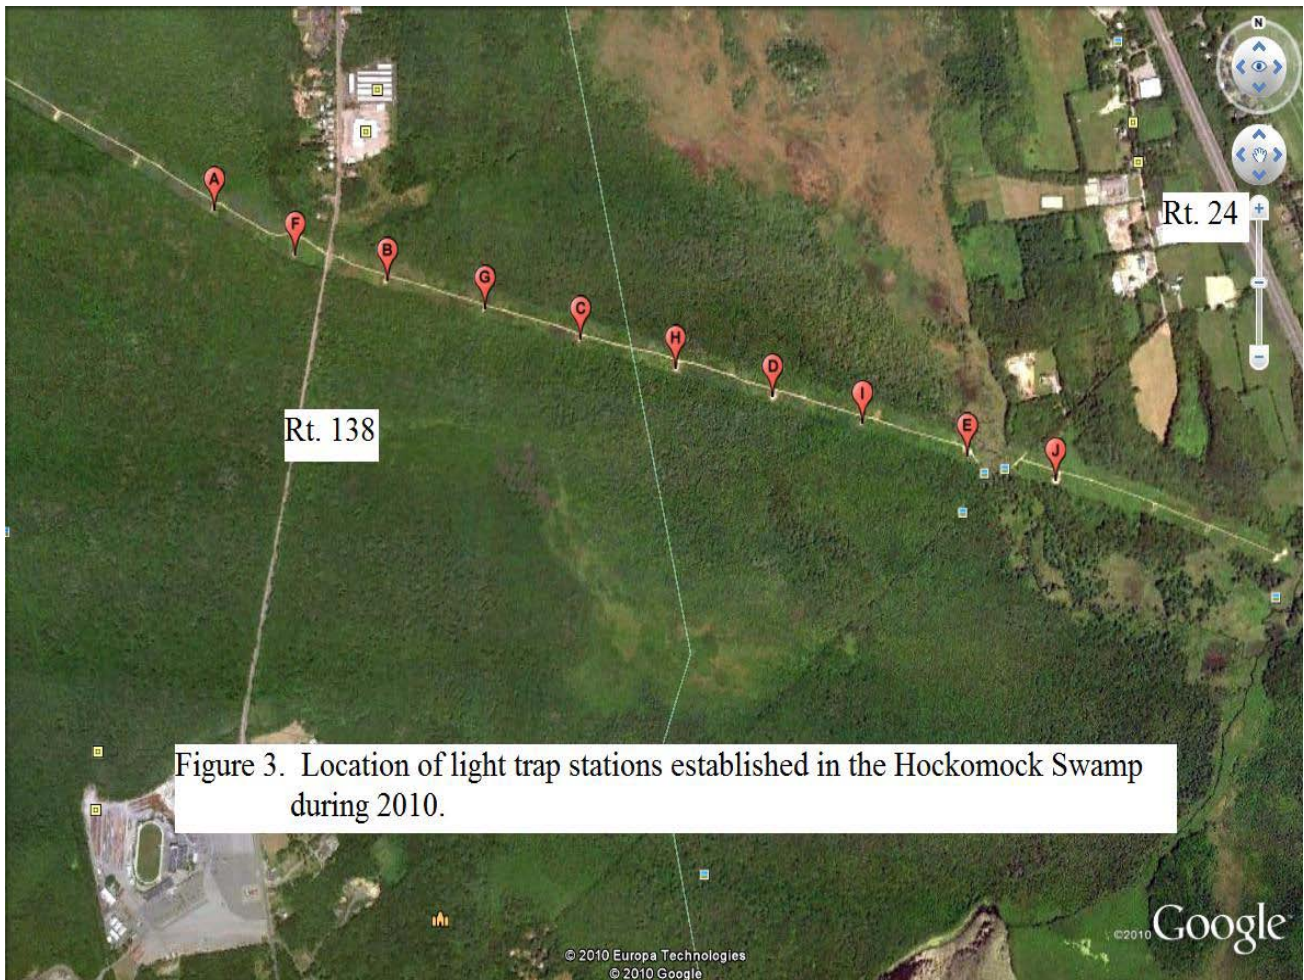 N
Rt. 24
A
F
B
G
C
H
D
I
E
J
Rt. 138
Figure 3.  Location of light trap stations established in the Hockomock Swamp
during 2010.
©2010 Google
© 2010 Europa Technologies
© 2010 Google